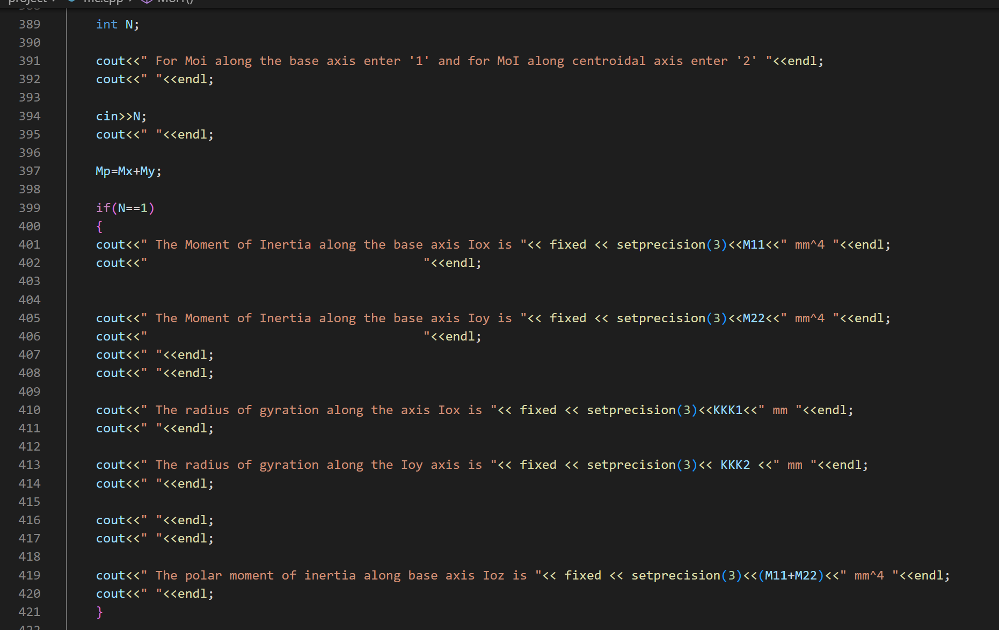 389 int N;
390
391 cout<<" For Moi along the base axis enter '1' and for MoI along centroidal axis enter '2' "<<endl;
392 cout<<" "<<endl;
393
394 cin>>N;
395 cout<<" "<<endl;
396
397 Mp=Mx+My;
398
399 if(N==1)
400 {
401 cout<<" The Moment of Inertia along the base axis Iox is "<< fixed << setprecision(3)<<M11<<" mm^4 "<<endl;
402 cout<<"                                     "<<endl;
403
404
405 cout<<" The Moment of Inertia along the base axis Ioy is "<< fixed << setprecision(3)<<M22<<" mm^4 "<<endl;
406 cout<<"                                     "<<endl;
407 cout<<" "<<endl;
408 cout<<" "<<endl;
409
410 cout<<" The radius of gyration along the axis Iox is "<< fixed << setprecision(3)<<KKK1<<" mm "<<endl;
411 cout<<" "<<endl;
412
413 cout<<" The radius of gyration along the Ioy axis is "<< fixed << setprecision(3)<< KKK2 <<" mm "<<endl;
414 cout<<" "<<endl;
415
416 cout<<" "<<endl;
417 cout<<" "<<endl;
418
419 cout<<" The polar moment of inertia along base axis Ioz is "<< fixed << setprecision(3)<<(M11+M22)<<" mm^4 "<<endl;
420 cout<<" "<<endl;
421 }